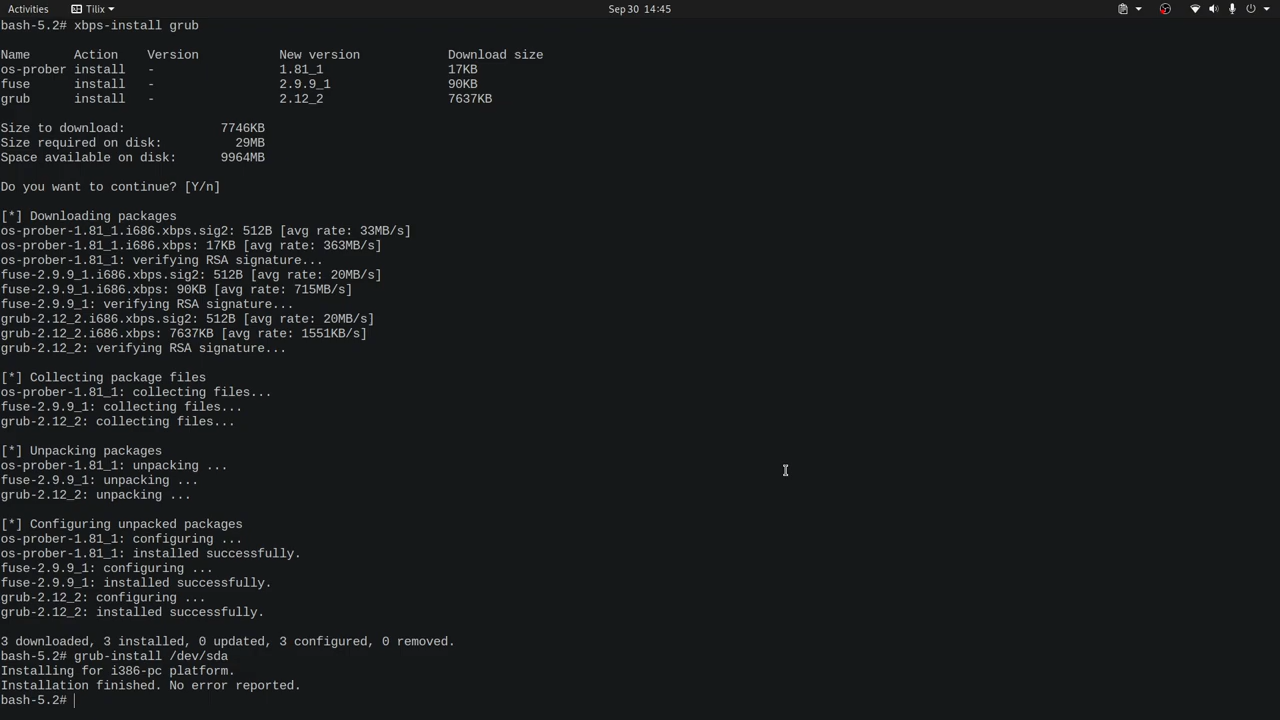 Activities Tilix Sep 30 14:45
bash-5.2# xbps-install grub
Name Action Version New version Download size
os-prober install - 1.81_1 17KB
fuse install - 2.9.9_1 90KB
grub install - 2.12_2 7637KB
Size to download: 7746KB
Size required on disk: 29MB
Space available on disk: 9964MB
Do you want to continue? [Y/n]
[*] Downloading packages
os-prober-1.81_1.i686.xbps.sig2: 512B [avg rate: 33MB/s]
os-prober-1.81_1.i686.xbps: 17KB [avg rate: 363MB/s]
os-prober-1.81_1: verifying RSA signature...
fuse-2.9.9_1.i686.xbps.sig2: 512B [avg rate: 20MB/s]
fuse-2.9.9_1.i686.xbps: 90KB [avg rate: 715MB/s]
fuse-2.9.9_1: verifying RSA signature...
grub-2.12_2.i686.xbps.sig2: 512B [avg rate: 20MB/s]
grub-2.12_2.i686.xbps: 7637KB [avg rate: 1551KB/s]
grub-2.12_2: verifying RSA signature...
[*] Collecting package files
os-prober-1.81_1: collecting files...
fuse-2.9.9_1: collecting files...
grub-2.12_2: collecting files...
[*] Unpacking packages
os-prober-1.81_1: unpacking ...
fuse-2.9.9_1: unpacking ...
grub-2.12_2: unpacking ...
[*] Configuring unpacked packages
os-prober-1.81_1: configuring ...
os-prober-1.81_1: installed successfully.
fuse-2.9.9_1: configuring ...
fuse-2.9.9_1: installed successfully.
grub-2.12_2: configuring ...
grub-2.12_2: installed successfully.
3 downloaded, 3 installed, 0 updated, 3 configured, 0 removed.
bash-5.2# grub-install /dev/sda
Installing for i386-pc platform.
Installation finished. No error reported.
bash-5.2#